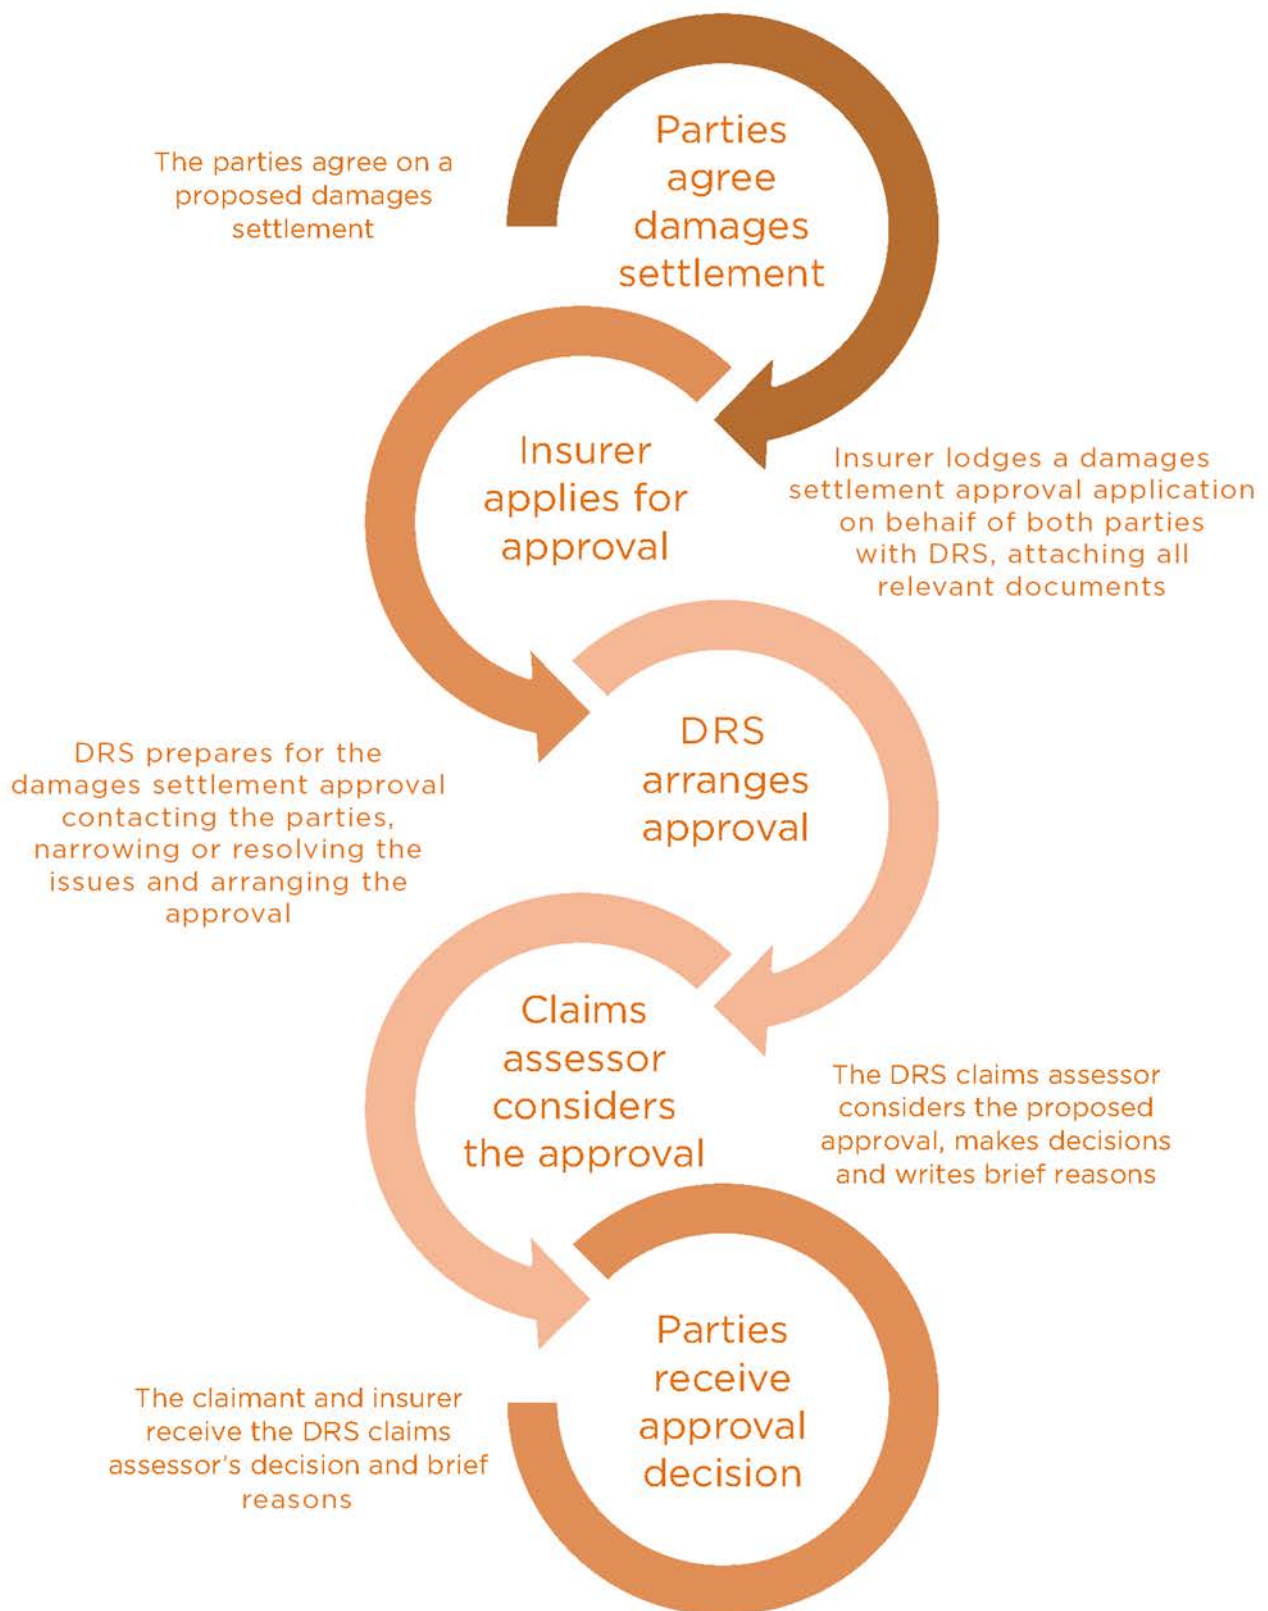 The parties agree on a
proposed damages
settlement
Parties
agree
damages
settlement
Insurer
applies for
approval
Insurer lodges a damages
settlement approval application
on behaif of both parties
with DRS, attaching all
relevant documents
DRS prepares for the
damages settlement approval
contacting the parties,
narrowing or resolving the
issues and arranging the
approval
DRS
arranges
approval
Claims
assessor
considers
the approval
The DRS claims assessor
considers the proposed
approval, makes decisions
and writes brief reasons
The claimant and insurer
receive the DRS claims
assessor's decision and brief
reasons
Parties
receive
approval
decision